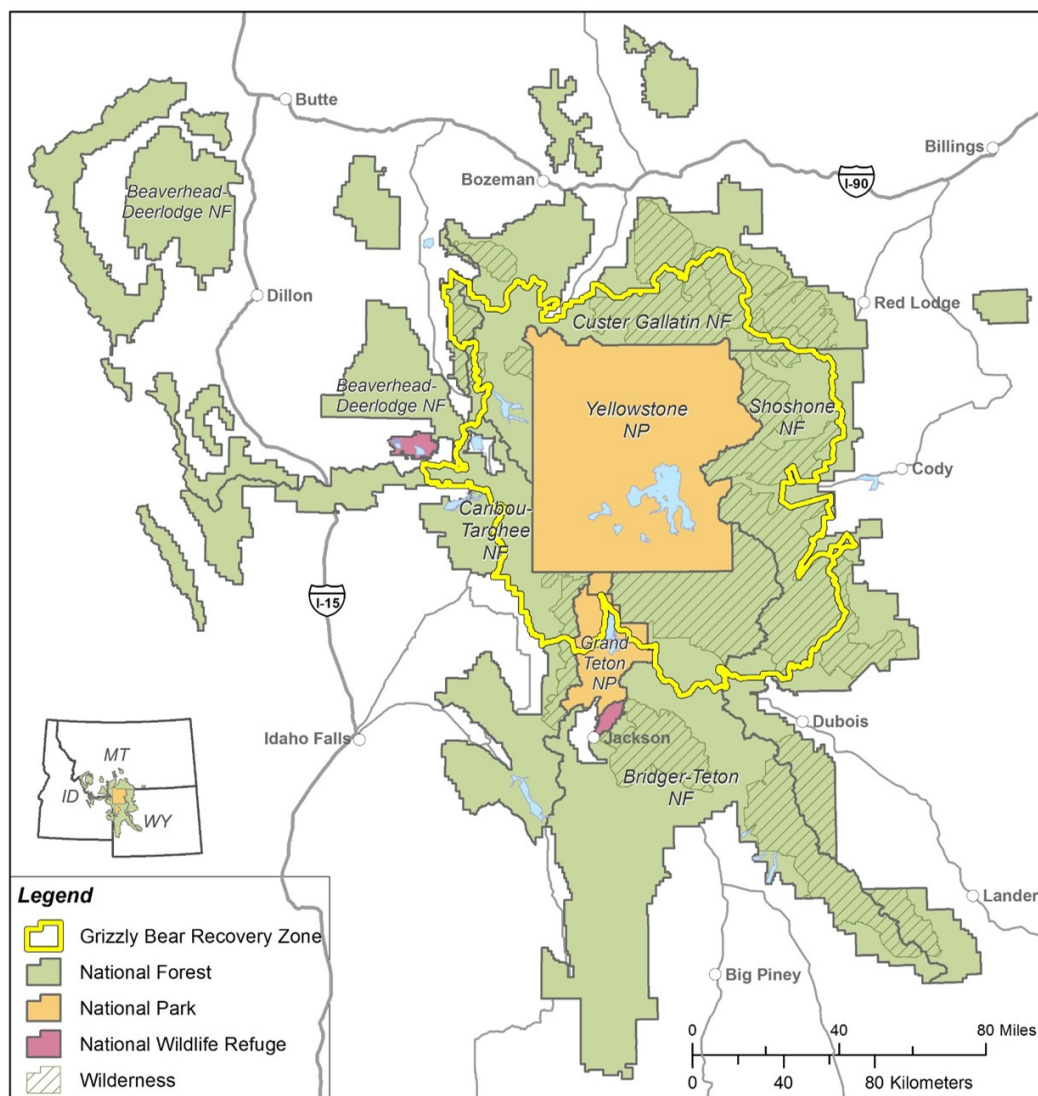 Butte
Billings
I-90
Bozeman
Beaverhead-
Deerlodge NF
Dillon
Red Lodge
Custer Gallatin NF
Beaverhead-
Deerlodge NF
Yellowstone
NP
Shoshone
NF
Cody
Caribou-
Targhee
NF
I-15
Grand
Teton
NP
Idaho Falls
Jackson
Dubois
Bridger-Teton
NF
MT
ID
WY
Lander
Big Piney
Legend
Grizzly Bear Recovery Zone
National Forest
National Park
National Wildlife Refuge
Wilderness
0 40 80 Miles
0 40 80 Kilometers